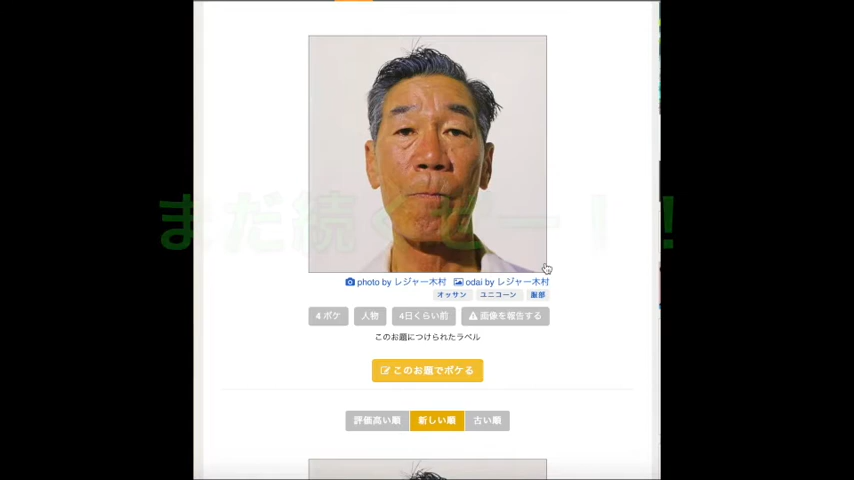 まだ続くぜー！！
photo by レジャー木村 odai by レジャー木村
オッサン ユニコーン 服部
4 ボケ 人物 4日くらい前 画像を報告する
このお題につけられたラベル
このお題でボケる
評価高い順 新しい順 古い順